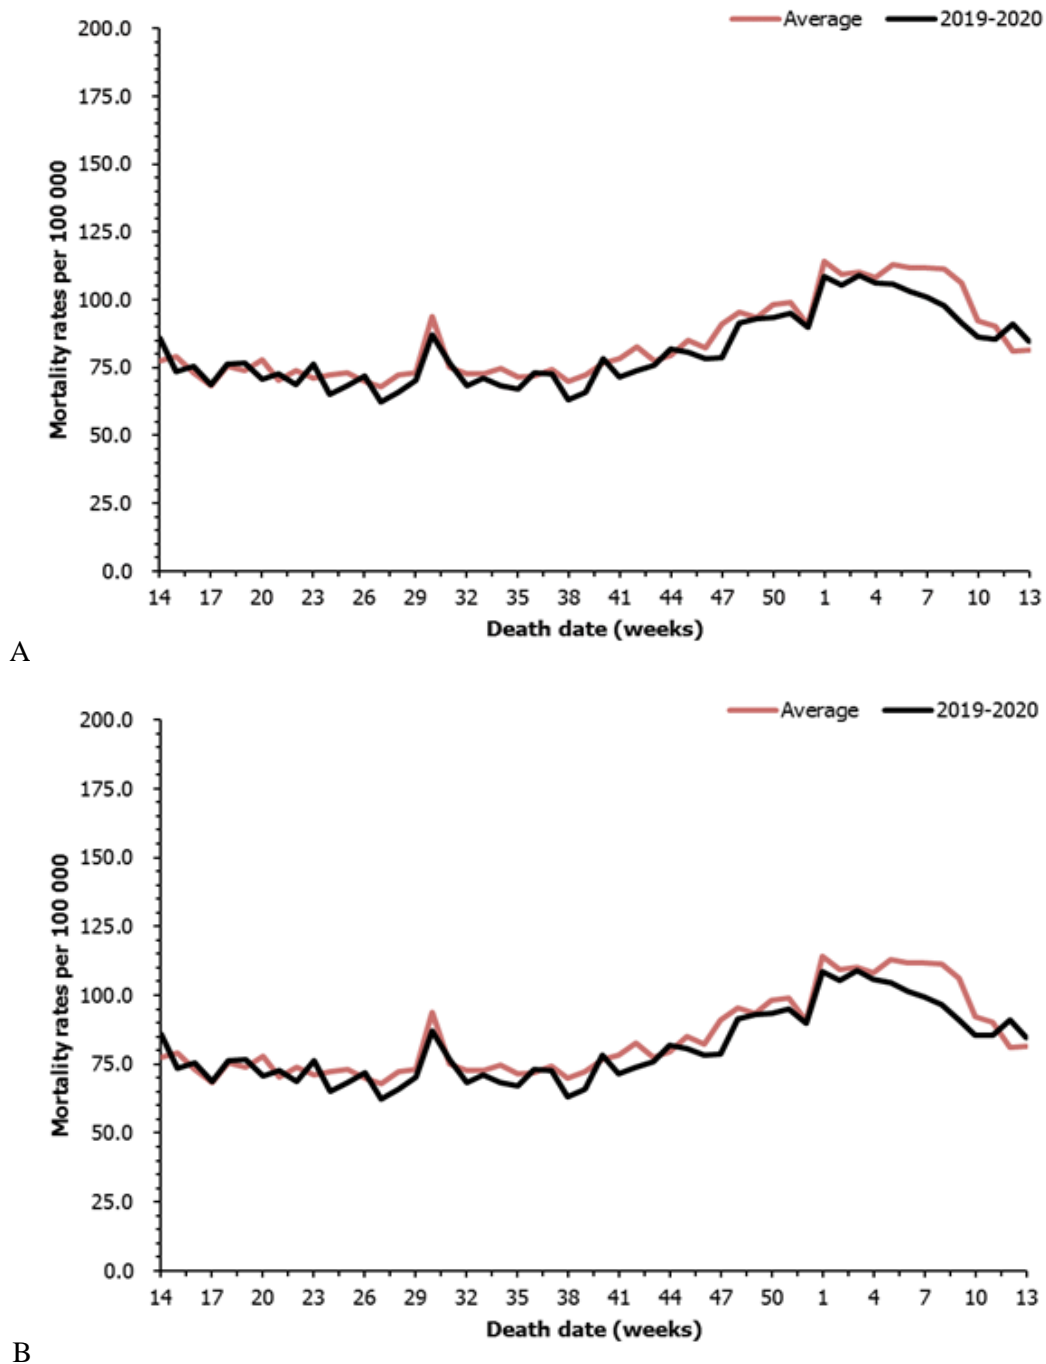 Average 2019-2020
200.0
175.0
150.0
125.0
100.0
75.0
50.0
25.0
0.0
Mortality rates per 100 000
14 17 20 23 26 29 32 35 38 41 44 47 50 1 4 7 10 13
Death date (weeks)
A
Average 2019-2020
200.0
175.0
150.0
125.0
100.0
75.0
50.0
25.0
0.0
Mortality rates per 100 000
14 17 20 23 26 29 32 35 38 41 44 47 50 1 4 7 10 13
Death date (weeks)
B